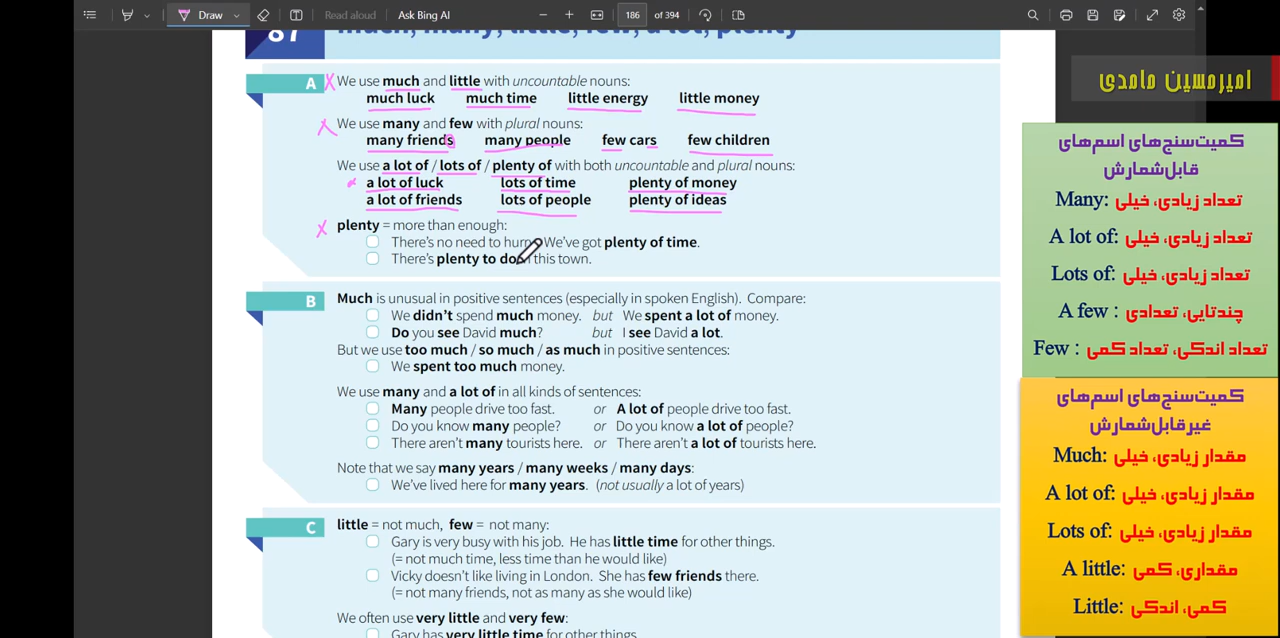 Draw
Read aloud
Ask Bing AI
186 of 394
87 much, many, little, few, a lot, plenty
امیرحسین حامدی
A
We use much and little with uncountable nouns:
much luck much time little energy little money
We use many and few with plural nouns:
many friends many people few cars few children
We use a lot of / lots of / plenty of with both uncountable and plural nouns:
a lot of luck lots of time plenty of money
a lot of friends lots of people plenty of ideas
plenty = more than enough:
There's no need to hurry. We've got plenty of time.
There's plenty to do in this town.
B
Much is unusual in positive sentences (especially in spoken English). Compare:
We didn't spend much money. but We spent a lot of money.
Do you see David much? but I see David a lot.
But we use too much / so much / as much in positive sentences:
We spent too much money.
We use many and a lot of in all kinds of sentences:
Many people drive too fast. or A lot of people drive too fast.
Do you know many people? or Do you know a lot of people?
There aren't many tourists here. or There aren't a lot of tourists here.
Note that we say many years / many weeks / many days:
We've lived here for many years. (not usually a lot of years)
C
little = not much, few = not many:
Gary is very busy with his job. He has little time for other things.
(= not much time, less time than he would like)
Vicky doesn't like living in London. She has few friends there.
(= not many friends, not as many as she would like)
We often use very little and very few:
Gary has very little time for other things.
کمیت‌سنج‌های اسم‌های
قابل‌شمارش
Many: تعداد زیادی، خیلی
A lot of: تعداد زیادی، خیلی
Lots of: تعداد زیادی، خیلی
A few : چندتایی، تعدادی
Few : تعداد اندکی، تعداد کمی
کمیت‌سنج‌های اسم‌های
غیرقابل‌شمارش
Much: مقدار زیادی، خیلی
A lot of: مقدار زیادی، خیلی
Lots of: مقدار زیادی، خیلی
A little: مقداری، کمی
Little: کمی، اندکی